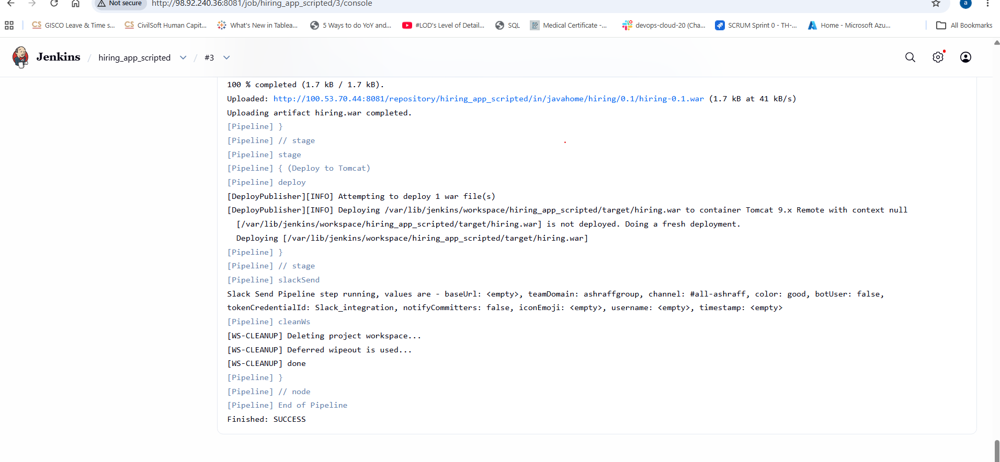 Not secure http://98.92.240.36:8081/job/hiring_app_scripted/3/console a
CS GISCO Leave & Time s... CS CivilSoft Human Capit... What's New in Tablea... 5 Ways to do YoY and... #LOD's Level of Detail... SQL Medical Certificate -... devops-cloud-20 (Cha... SCRUM Sprint 0 - TH-... Home - Microsoft Azu... All Bookmarks
Jenkins / hiring_app_scripted / #3
100 % completed (1.7 kB / 1.7 kB).
Uploaded: http://100.53.70.44:8081/repository/hiring_app_scripted/in/javahome/hiring/0.1/hiring-0.1.war (1.7 kB at 41 kB/s)
Uploading artifact hiring.war completed.
[Pipeline] }
[Pipeline] // stage
[Pipeline] stage
[Pipeline] { (Deploy to Tomcat)
[Pipeline] deploy
[DeployPublisher][INFO] Attempting to deploy 1 war file(s)
[DeployPublisher][INFO] Deploying /var/lib/jenkins/workspace/hiring_app_scripted/target/hiring.war to container Tomcat 9.x Remote with context null
[/var/lib/jenkins/workspace/hiring_app_scripted/target/hiring.war] is not deployed. Doing a fresh deployment.
Deploying [/var/lib/jenkins/workspace/hiring_app_scripted/target/hiring.war]
[Pipeline] }
[Pipeline] // stage
[Pipeline] slackSend
Slack Send Pipeline step running, values are - baseUrl: <empty>, teamDomain: ashraffgroup, channel: #all-ashraff, color: good, botUser: false,
tokenCredentialId: Slack_integration, notifyCommitters: false, iconEmoji: <empty>, username: <empty>, timestamp: <empty>
[Pipeline] cleanWs
[WS-CLEANUP] Deleting project workspace...
[WS-CLEANUP] Deferred wipeout is used...
[WS-CLEANUP] done
[Pipeline] }
[Pipeline] // node
[Pipeline] End of Pipeline
Finished: SUCCESS